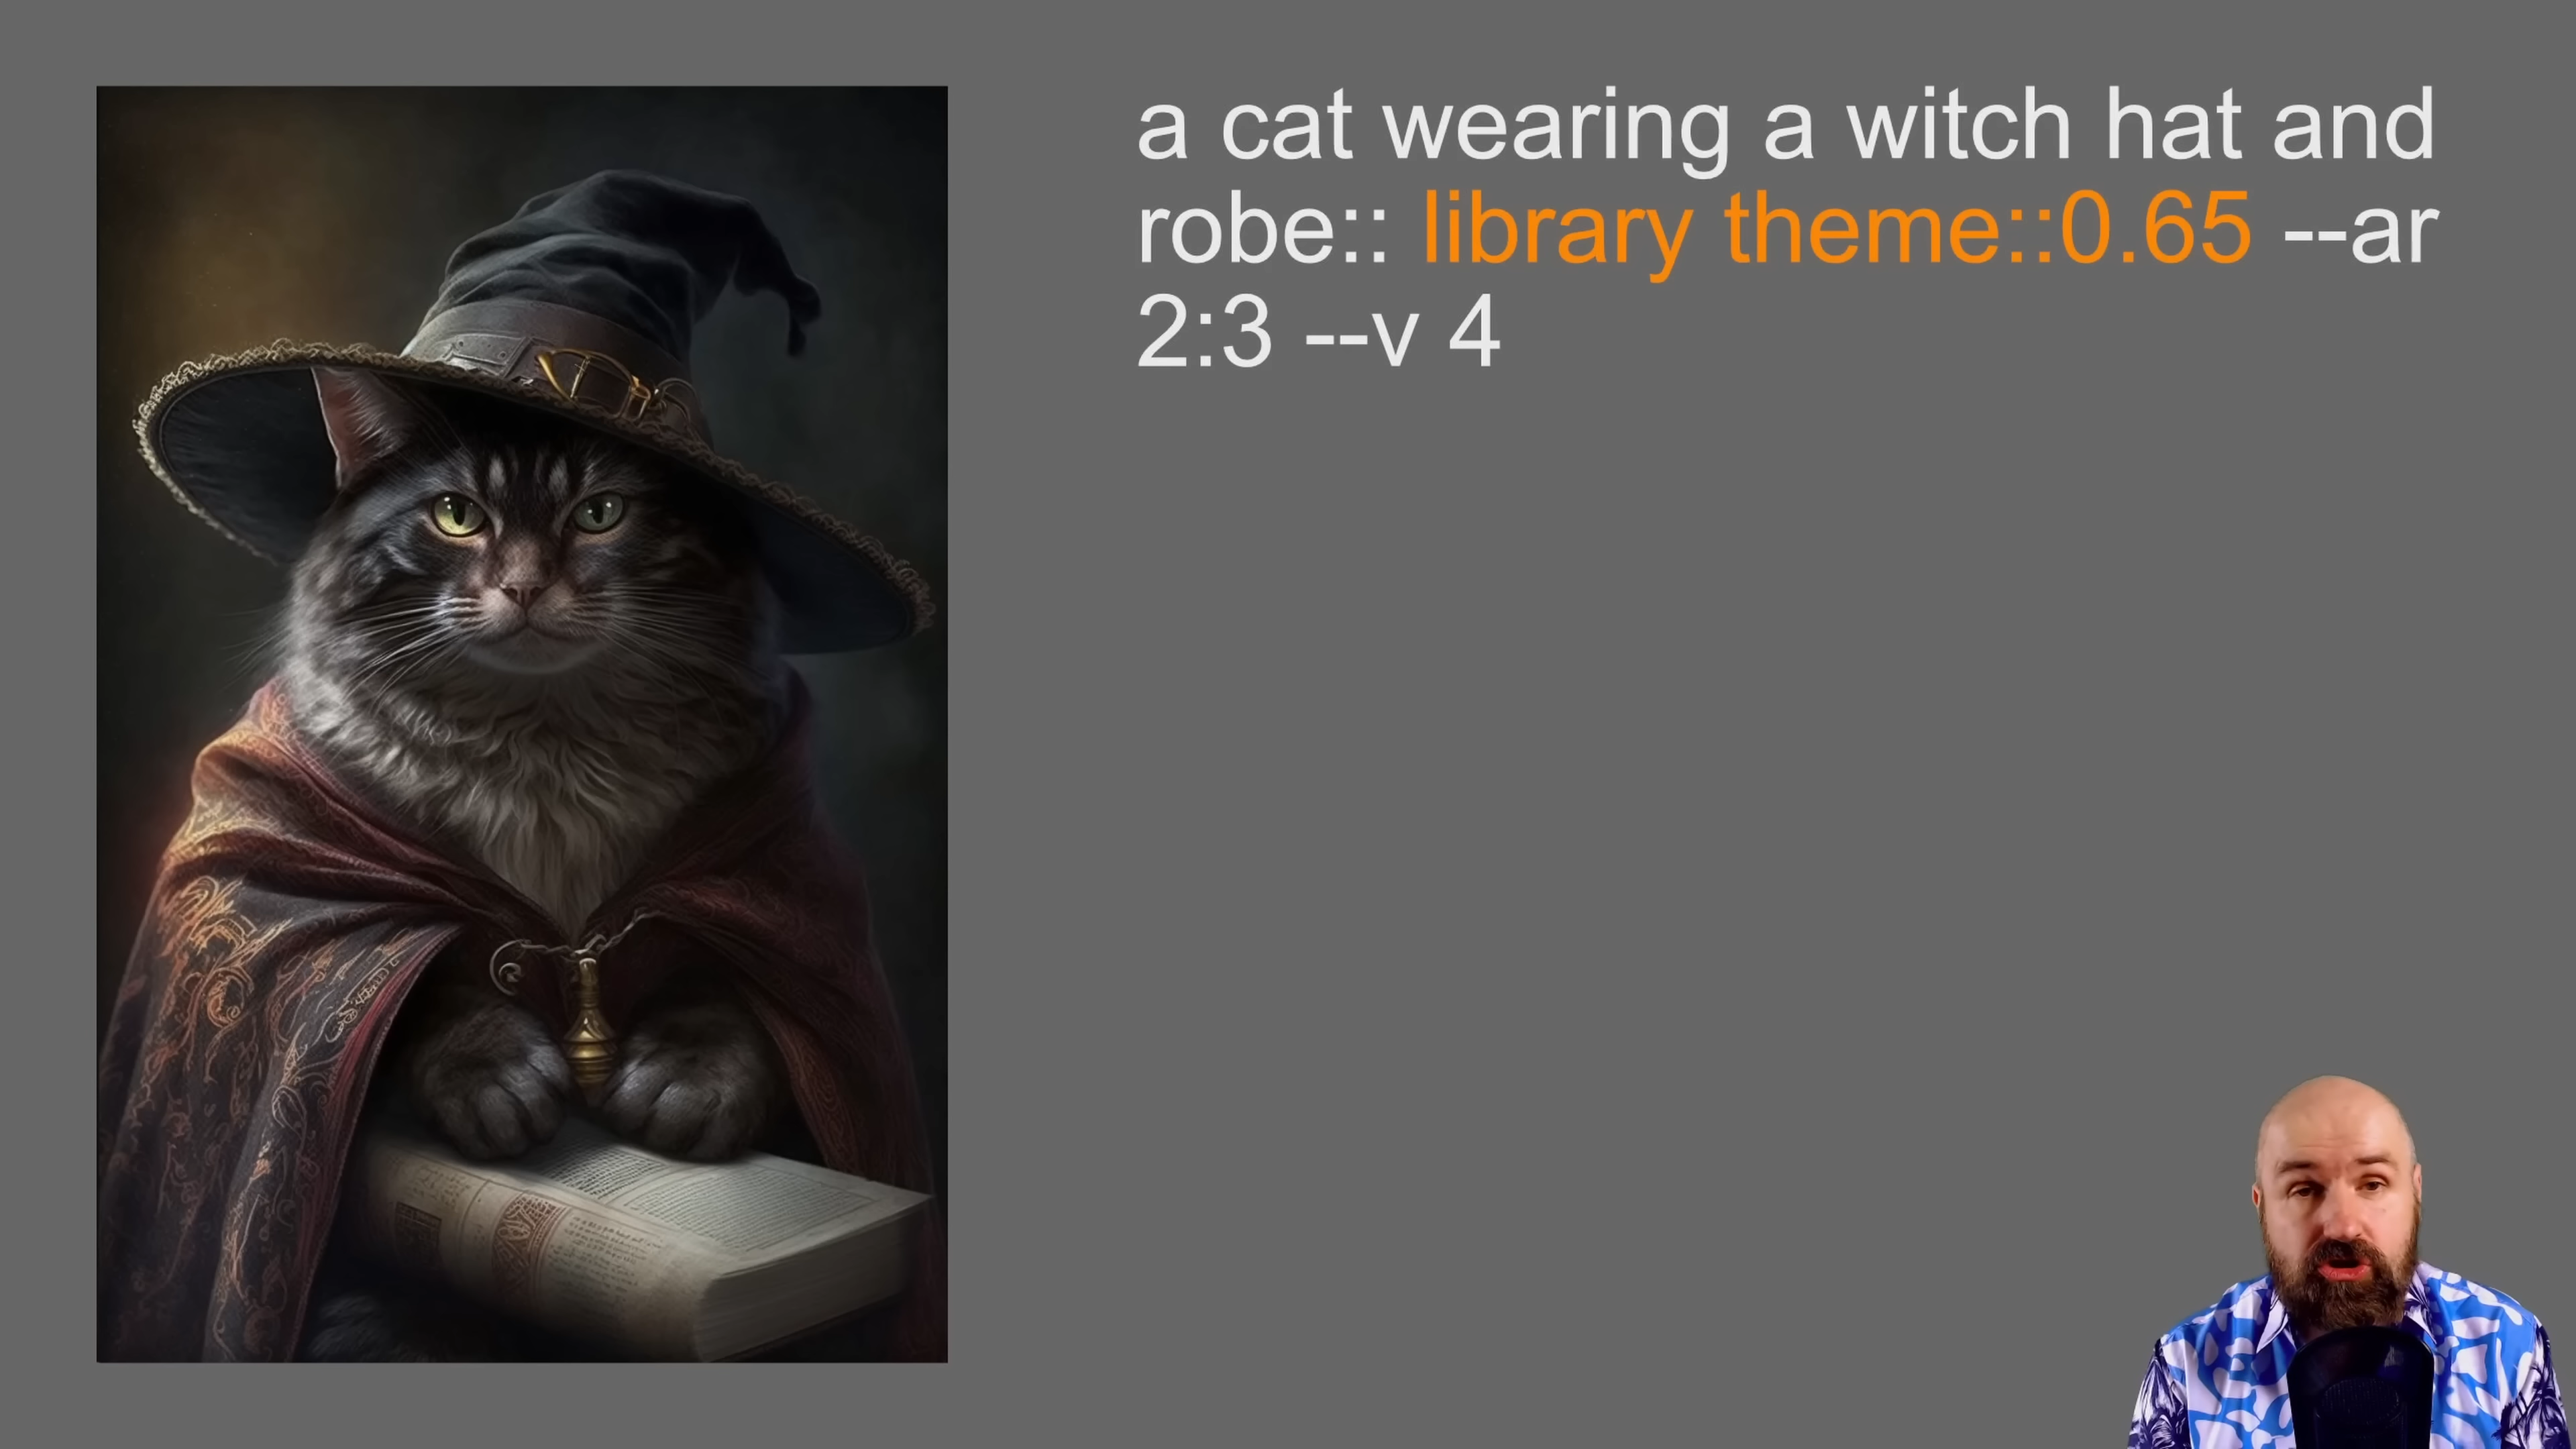 a cat wearing a witch hat and
robe:: library theme::0.65 --ar
2:3 --v 4